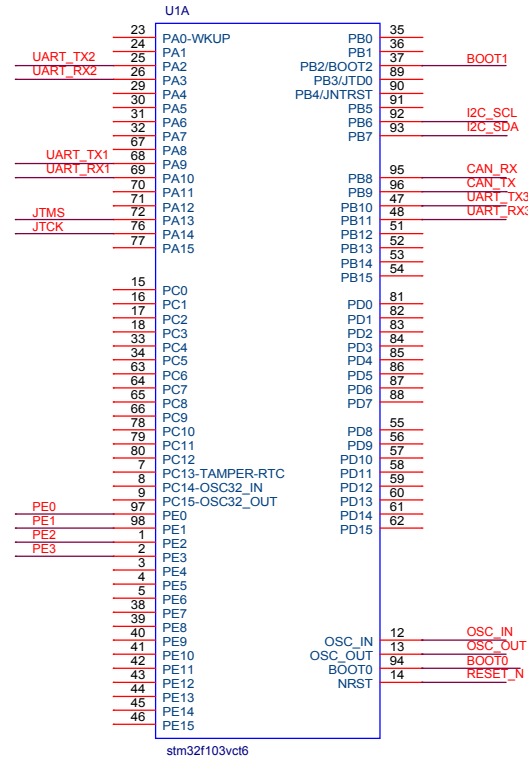 U1A
23 PA0-WKUP
24 PA1
UART_TX2 25 PA2
UART_RX2 26 PA3
29 PA4
30 PA5
31 PA6
32 PA7
67 PA8
UART_TX1 68 PA9
UART_RX1 69 PA10
70 PA11
71 PA12
JTMS 72 PA13
JTCK 76 PA14
77 PA15
15 PC0
16 PC1
17 PC2
18 PC3
33 PC4
34 PC5
63 PC6
64 PC7
65 PC8
66 PC9
78 PC10
79 PC11
80 PC12
7 PC13-TAMPER-RTC
8 PC14-OSC32_IN
9 PC15-OSC32_OUT
PE0 97 PE0
PE1 98 PE1
PE2 1 PE2
PE3 2 PE3
3 PE4
4 PE5
5 PE6
38 PE7
39 PE8
40 PE9
41 PE10
42 PE11
43 PE12
44 PE13
45 PE14
46 PE15
PB0 35
PB1 36
PB2/BOOT2 37 BOOT1
PB3/JTD0 89
PB4/JNTRST 90
PB5 91
PB6 92 I2C_SCL
PB7 93 I2C_SDA
PB8 95 CAN_RX
PB9 96 CAN_TX
PB10 47 UART_TX3
PB11 48 UART_RX3
PB12 51
PB13 52
PB14 53
PB15 54
PD0 81
PD1 82
PD2 83
PD3 84
PD4 85
PD5 86
PD6 87
PD7 88
PD8 55
PD9 56
PD10 57
PD11 58
PD12 59
PD13 60
PD14 61
PD15 62
OSC_IN 12 OSC_IN
OSC_OUT 13 OSC_OUT
BOOT0 94 BOOT0
NRST 14 RESET_N
stm32f103vct6